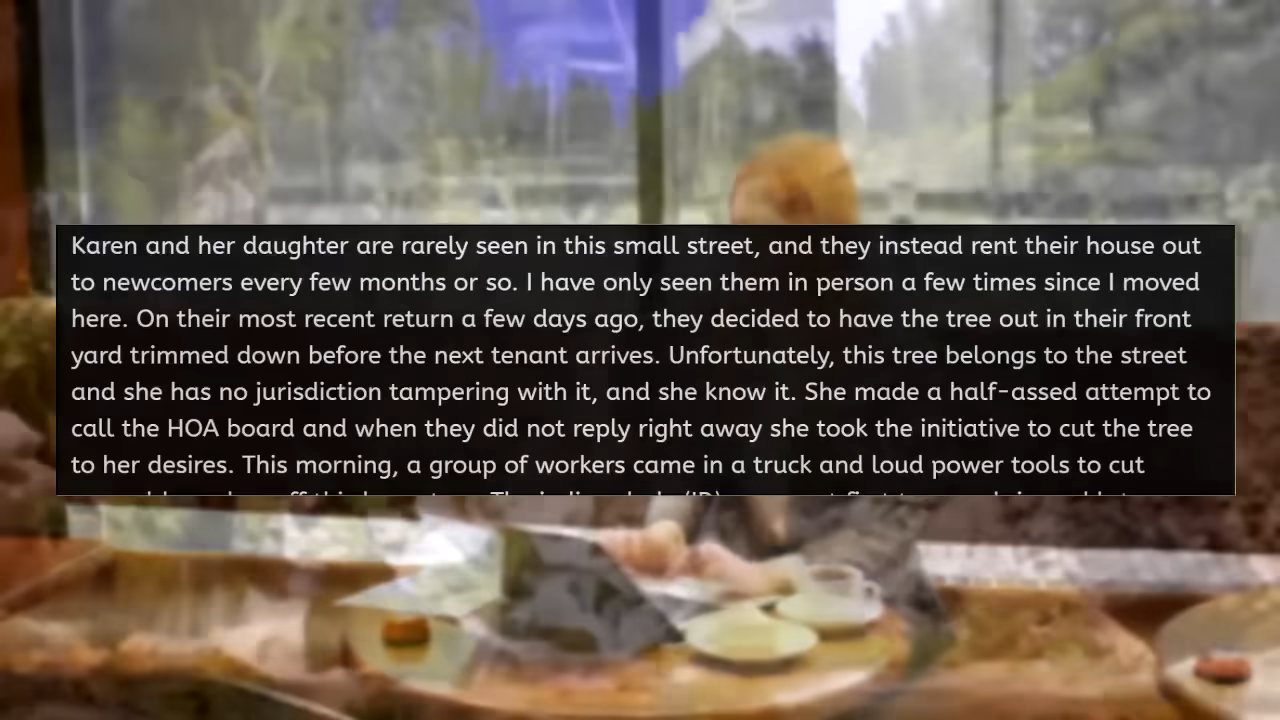 Karen and her daughter are rarely seen in this small street, and they instead rent their house out
to newcomers every few months or so. I have only seen them in person a few times since I moved
here. On their most recent return a few days ago, they decided to have the tree out in their front
yard trimmed down before the next tenant arrives. Unfortunately, this tree belongs to the street
and she has no jurisdiction tampering with it, and she know it. She made a half-assed attempt to
call the HOA board and when they did not reply right away she took the initiative to cut the tree
to her desires. This morning, a group of workers came in a truck and loud power tools to cut